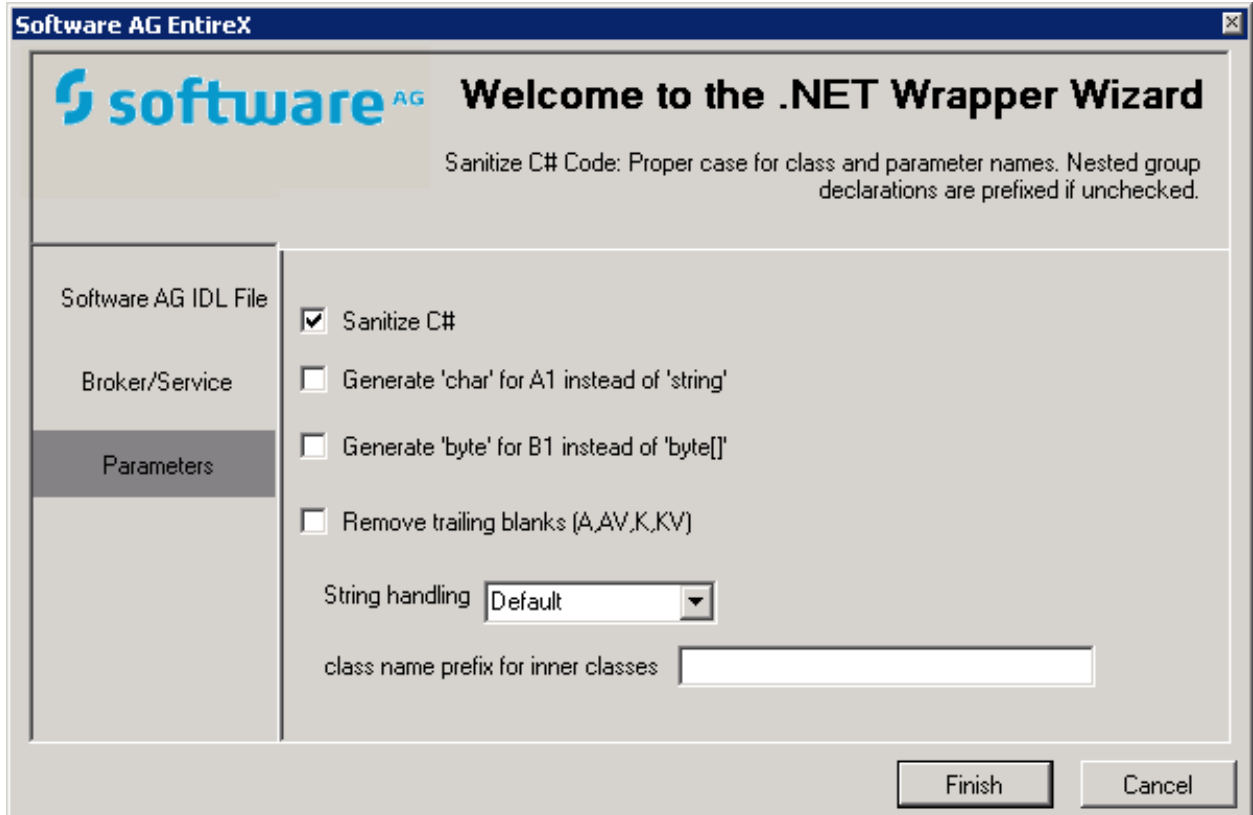 Software AG EntireX
software AG
Welcome to the .NET Wrapper Wizard
Sanitize C# Code: Proper case for class and parameter names. Nested group
declarations are prefixed if unchecked.
Software AG IDL File
Broker/Service
Parameters
Sanitize C#
Generate 'char' for A1 instead of 'string'
Generate 'byte' for B1 instead of 'byte[]'
Remove trailing blanks (A,AV,K,KV)
String handling Default
class name prefix for inner classes
Finish Cancel